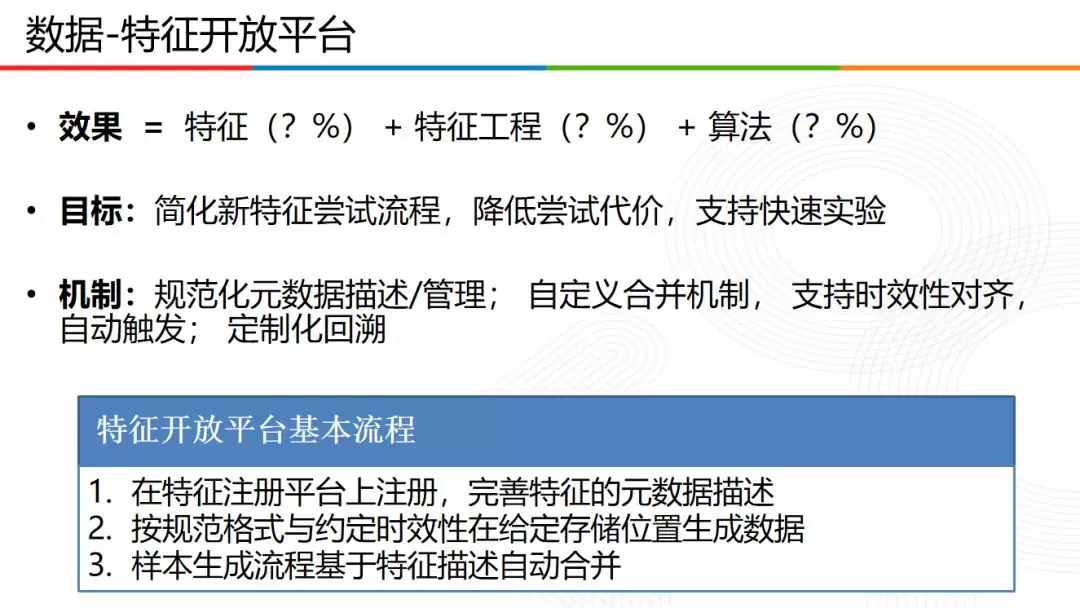 数据-特征开放平台
• 效果 = 特征（？%） + 特征工程（？%） + 算法（？%）
• 目标：简化新特征尝试流程，降低尝试代价，支持快速实验
• 机制：规范化元数据描述/管理； 自定义合并机制， 支持时效性对齐，
自动触发； 定制化回溯
特征开放平台基本流程
1. 在特征注册平台上注册，完善特征的元数据描述
2. 按规范格式与约定时效性在给定存储位置生成数据
3. 样本生成流程基于特征描述自动合并